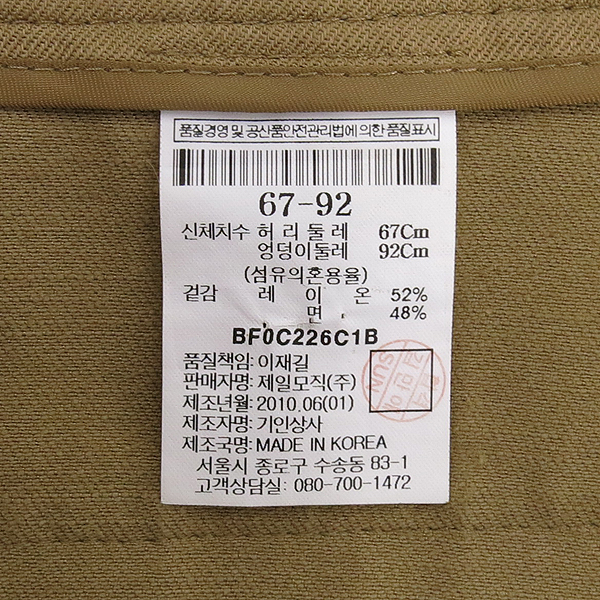 품질경영 및 공산품안전관리법에 의한 품질표시
67-92
신체치수 허 리 둘 레 67Cm
엉덩이둘레 92Cm
(섬유의혼용율)
겉감 레 이 온 52%
면 48%
BF0C226C1B
품질책임: 이재길
판매자명: 제일모직(주)
제조년월: 2010.06(01)
제조자명: 기인상사
제조국명: MADE IN KOREA
서울시 종로구 수송동 83-1
고객상담실: 080-700-1472
SUN